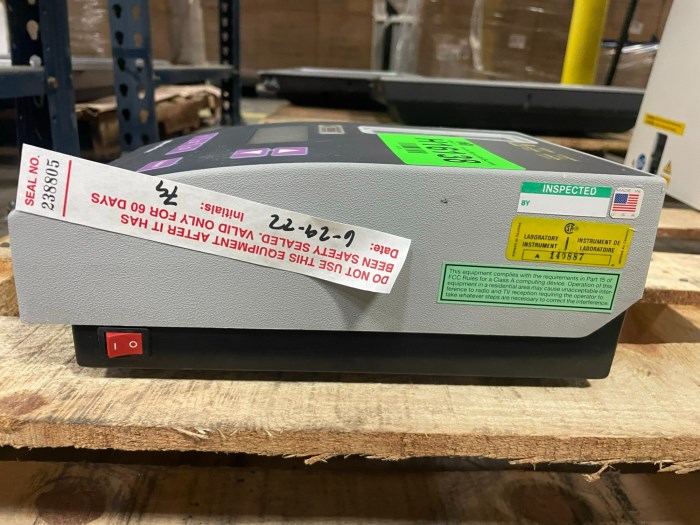 SEAL NO.
238805
DO NOT USE THIS EQUIPMENT AFTER IT HAS
BEEN SAFETY SEALED. VALID ONLY FOR 60 DAYS
Date: 6-29-22 Initials:
INSPECTED
BY
LABORATORY
INSTRUMENT
INSTRUMENT DE
LABORATOIRE
A 149887
This equipment complies with the requirements in Part 15 of
FCC Rules for a Class A computing device. Operation of this
equipment in a residential area may cause unacceptable inter-
ference to radio and TV reception requiring the operator to
take whatever steps are necessary to correct the interference.